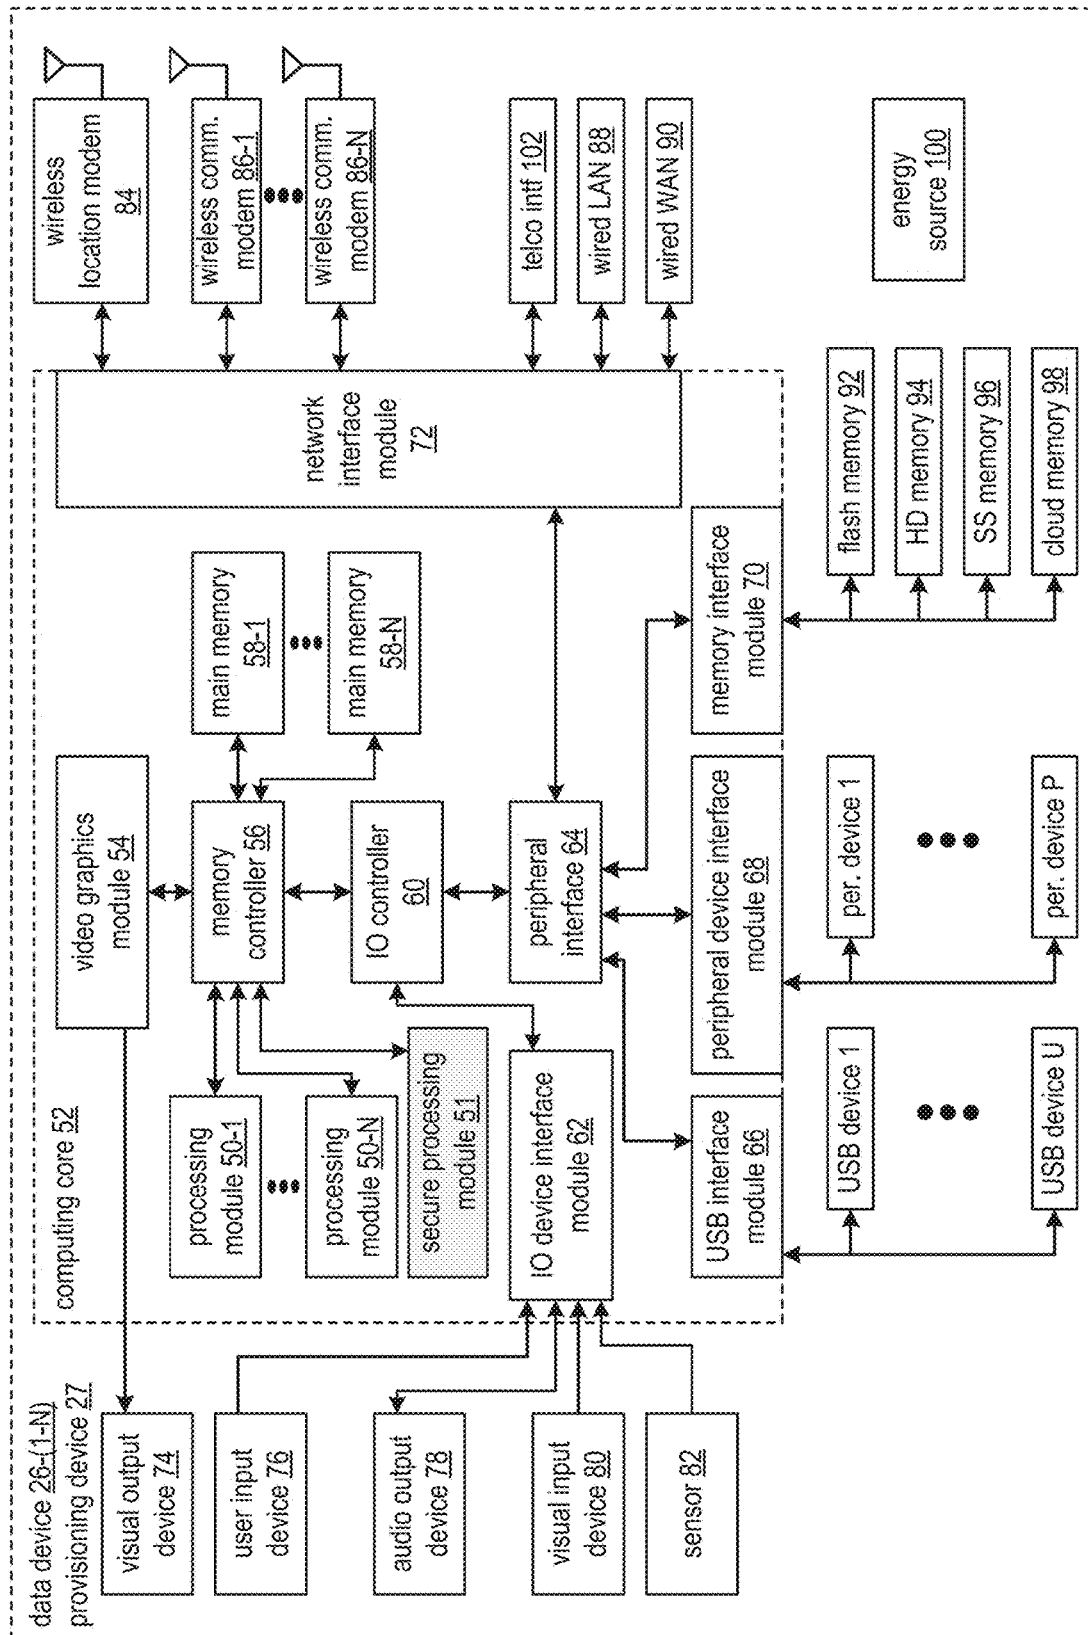 data device 26-(1-N)
provisioning device 27
computing core 52
visual output
device 74
user input
device 76
audio output
device 78
visual input
device 80
sensor
82
video graphics
module 54
processing
module 50-1
processing
module 50-N
secure processing
module 51
memory
controller 56
main memory
58-1
main memory
58-N
IO controller
60
IO device interface
module 62
peripheral
interface 64
USB interface
module 66
peripheral device interface
module 68
memory interface
module 70
network
interface
module
72
wireless
location modem
84
wireless comm.
modem 86-1
wireless comm.
modem 86-N
telco intf 102
wired LAN 88
wired WAN 90
USB device 1
USB device U
per. device 1
per. device P
flash memory 92
HD memory 94
SS memory 96
cloud memory 98
energy
source 100